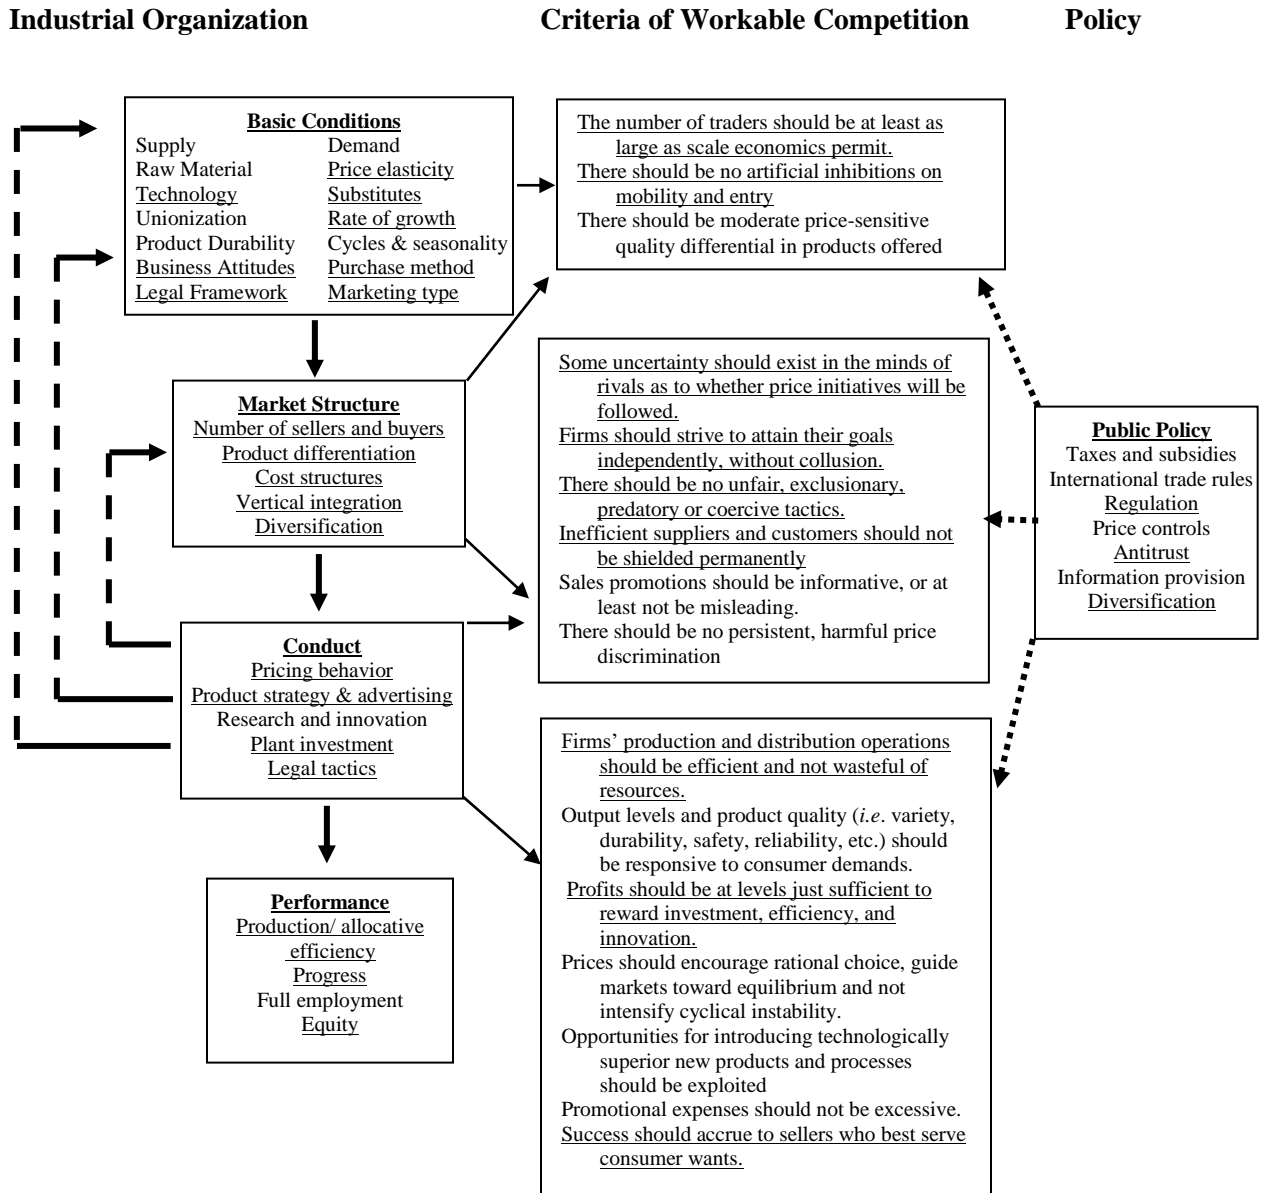 Industrial Organization
Criteria of Workable Competition
Policy
Basic Conditions
Supply Demand
Raw Material Price elasticity
Technology Substitutes
Unionization Rate of growth
Product Durability Cycles & seasonality
Business Attitudes Purchase method
Legal Framework Marketing type
Market Structure
Number of sellers and buyers
Product differentiation
Cost structures
Vertical integration
Diversification
Conduct
Pricing behavior
Product strategy & advertising
Research and innovation
Plant investment
Legal tactics
Performance
Production/ allocative
efficiency
Progress
Full employment
Equity
The number of traders should be at least as
large as scale economics permit.
There should be no artificial inhibitions on
mobility and entry
There should be moderate price-sensitive
quality differential in products offered
Some uncertainty should exist in the minds of
rivals as to whether price initiatives will be
followed.
Firms should strive to attain their goals
independently, without collusion.
There should be no unfair, exclusionary,
predatory or coercive tactics.
Inefficient suppliers and customers should not
be shielded permanently
Sales promotions should be informative, or at
least not be misleading.
There should be no persistent, harmful price
discrimination
Firms' production and distribution operations
should be efficient and not wasteful of
resources.
Output levels and product quality (i.e. variety,
durability, safety, reliability, etc.) should
be responsive to consumer demands.
Profits should be at levels just sufficient to
reward investment, efficiency, and
innovation.
Prices should encourage rational choice, guide
markets toward equilibrium and not
intensify cyclical instability.
Opportunities for introducing technologically
superior new products and processes
should be exploited
Promotional expenses should not be excessive.
Success should accrue to sellers who best serve
consumer wants.
Public Policy
Taxes and subsidies
International trade rules
Regulation
Price controls
Antitrust
Information provision
Diversification